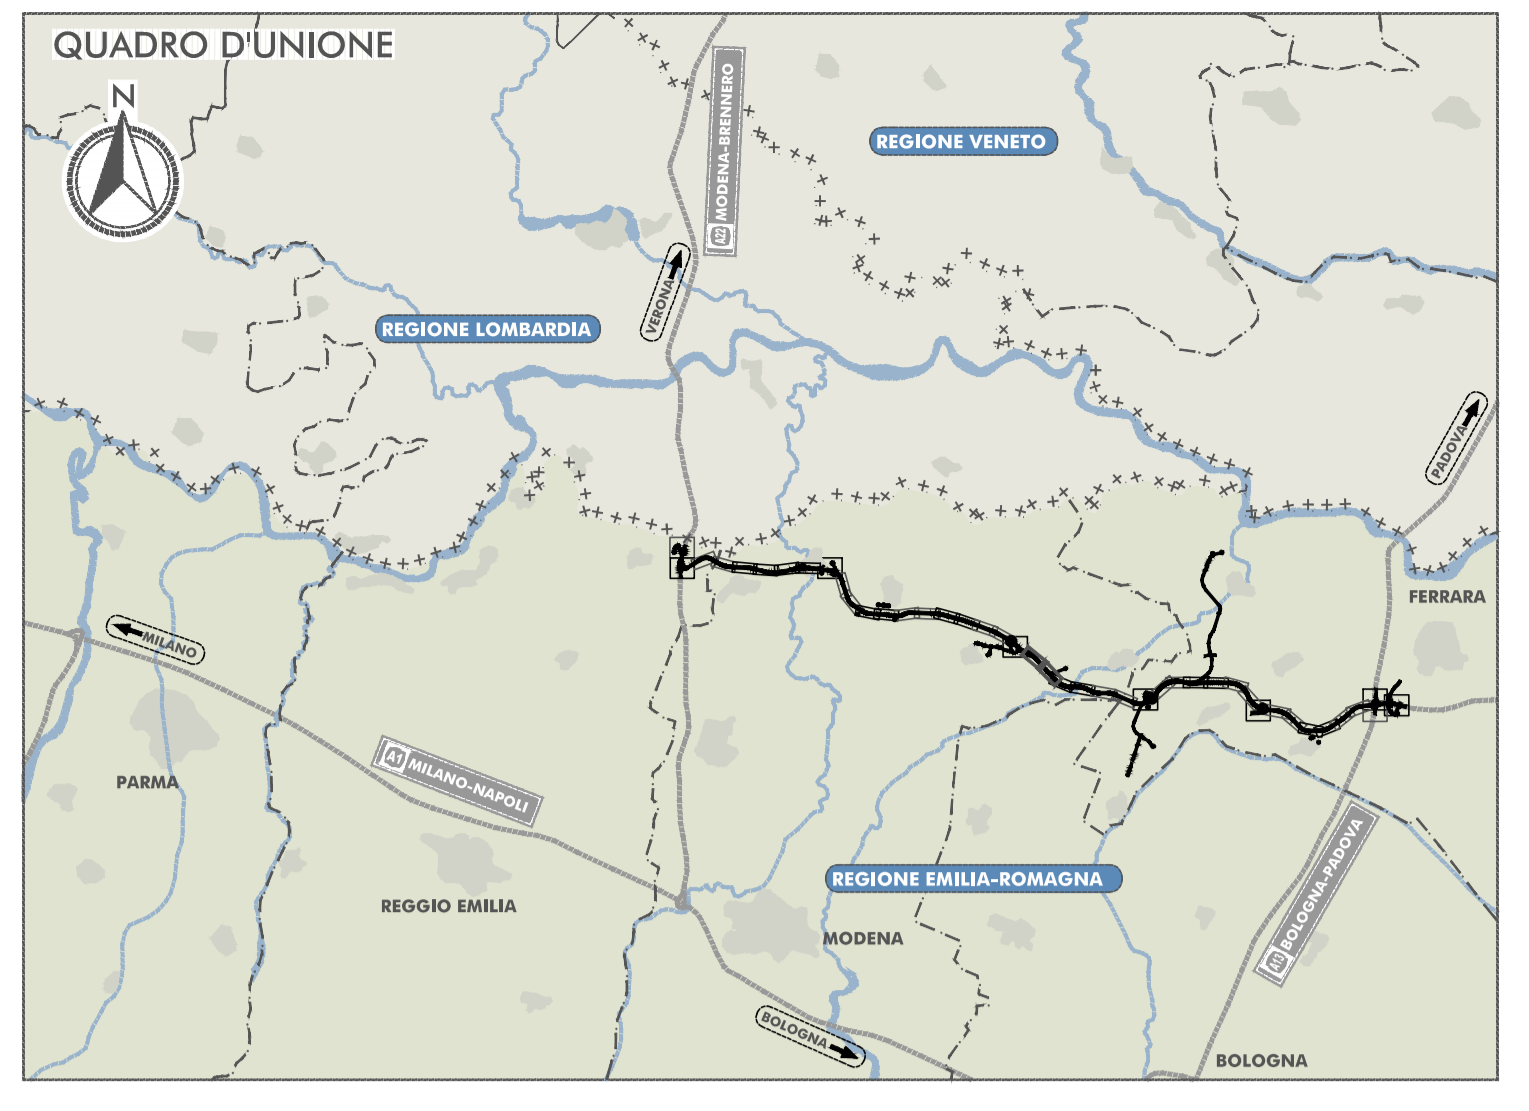 QUADRO D'UNIONE
N
A22 MODENA-BRENNERO
REGIONE VENETO
VERONA
REGIONE LOMBARDIA
PADOVA
FERRARA
MILANO
PARMA
A1 MILANO-NAPOLI
REGIONE EMILIA-ROMAGNA
REGGIO EMILIA
MODENA
A13 BOLOGNA-PADOVA
BOLOGNA
BOLOGNA